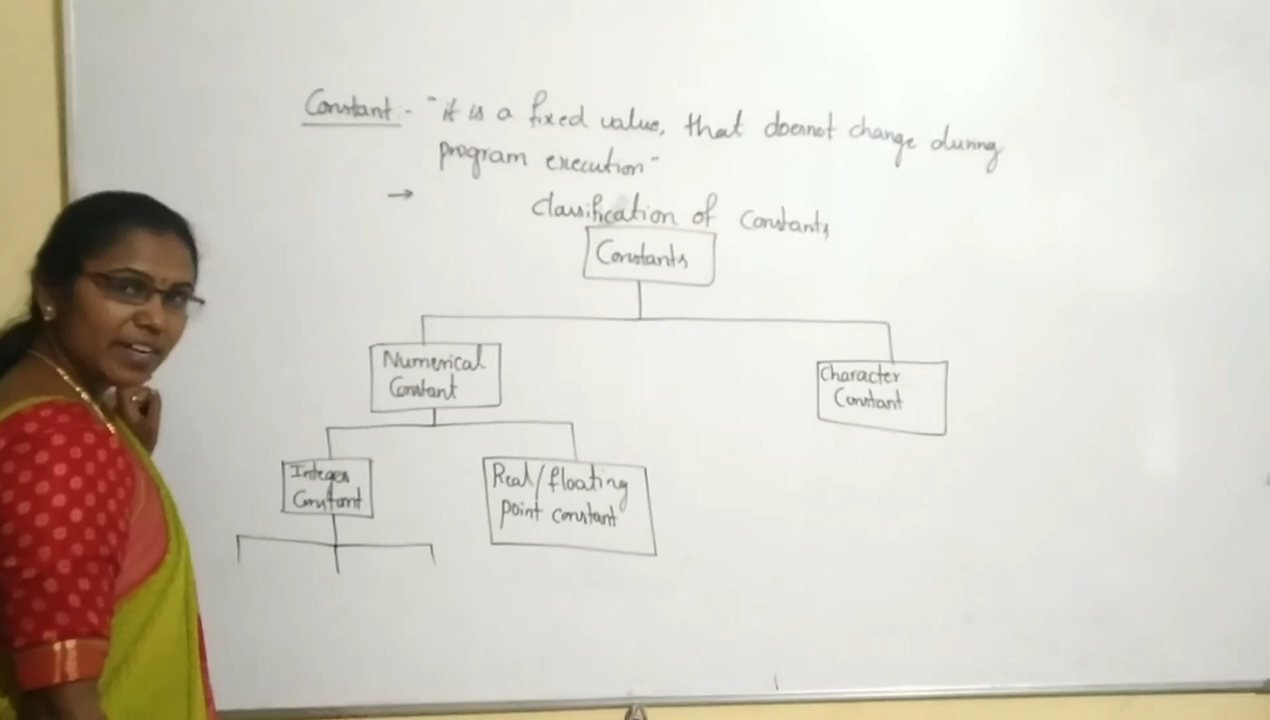 Constant:- "it is a fixed value, that doesnot change during
program execution"
→ classification of Constants
Constants
Numerical
Constant
Character
Constant
Integer
Constant
Real/floating
point constant